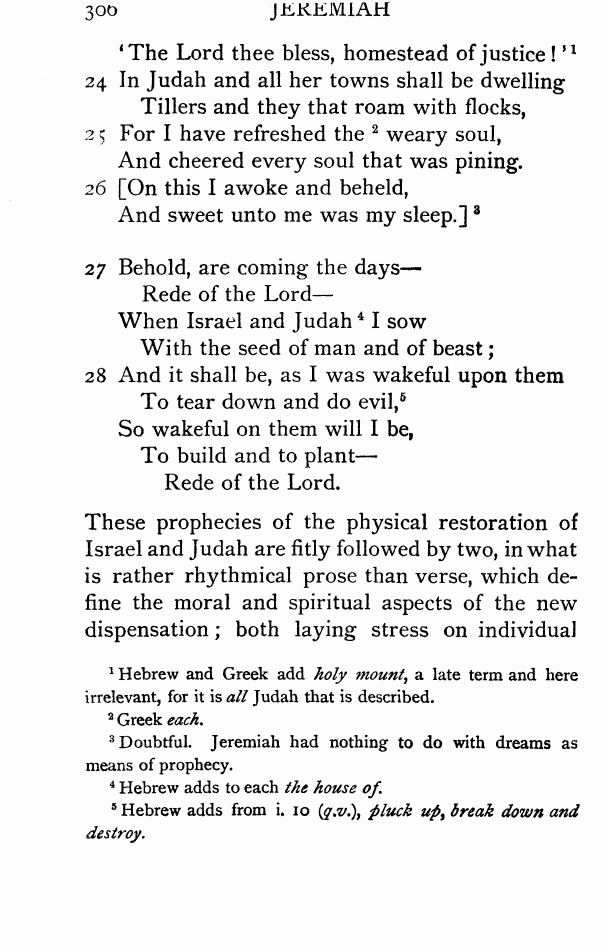 300 JEREMIAH
‘The Lord thee bless, homestead of justice!’¹
24 In Judah and all her towns shall be dwelling
Tillers and they that roam with flocks,
25 For I have refreshed the ² weary soul,
And cheered every soul that was pining.
26 [On this I awoke and beheld,
And sweet unto me was my sleep.]³
27 Behold, are coming the days—
Rede of the Lord—
When Israel and Judah⁴ I sow
With the seed of man and of beast;
28 And it shall be, as I was wakeful upon them
To tear down and do evil,⁵
So wakeful on them will I be,
To build and to plant—
Rede of the Lord.
These prophecies of the physical restoration of
Israel and Judah are fitly followed by two, in what
is rather rhythmical prose than verse, which de-
fine the moral and spiritual aspects of the new
dispensation; both laying stress on individual
¹ Hebrew and Greek add holy mount, a late term and here
irrelevant, for it is all Judah that is described.
² Greek each.
³ Doubtful. Jeremiah had nothing to do with dreams as
means of prophecy.
⁴ Hebrew adds to each the house of.
⁵ Hebrew adds from i. 10 (q.v.), pluck up, break down and
destroy.